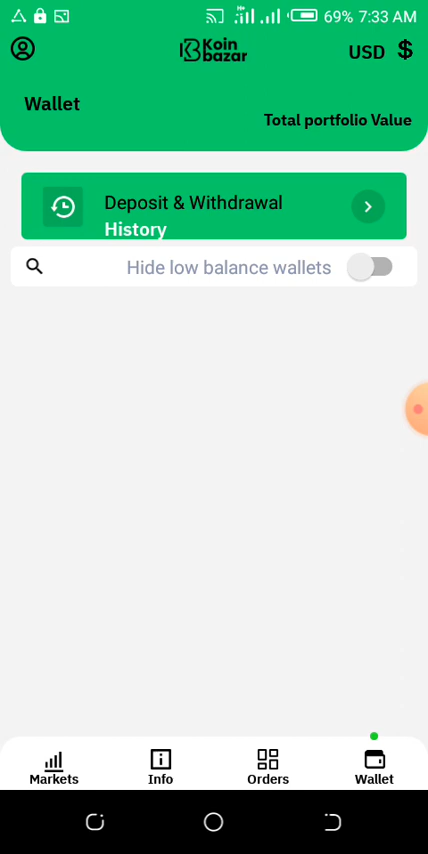 69% 7:33 AM
Koin
bazar
USD $
Wallet
Total portfolio Value
Deposit & Withdrawal
History
Hide low balance wallets
Markets
Info
Orders
Wallet